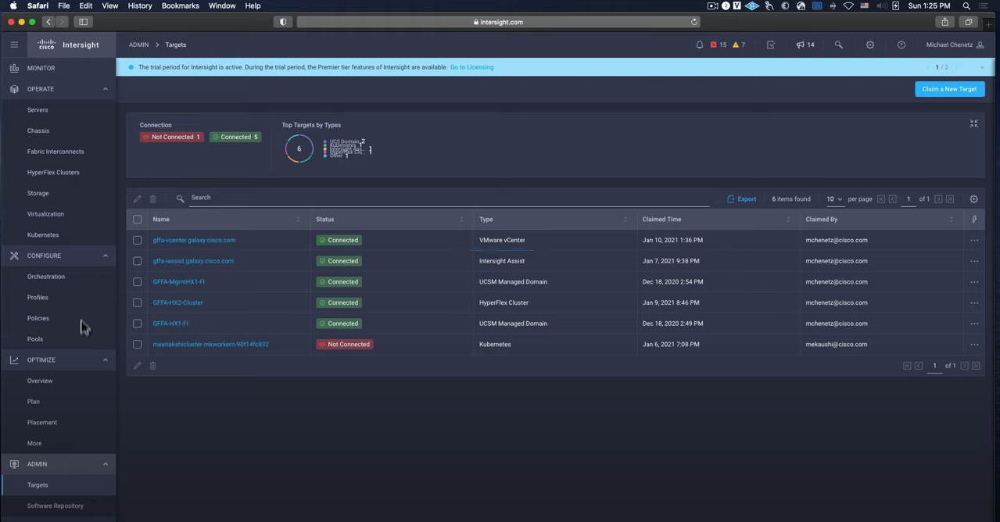 Safari File Edit View History Bookmarks Window Help
Sun 1:25 PM
intersight.com
cisco Intersight
ADMIN > Targets
15 7
14
Michael Chenetz
The trial period for Intersight is active. During the trial period, the Premier tier features of Intersight are available. Go to Licensing
1 / 2
Claim a New Target
MONITOR
OPERATE
Servers
Chassis
Fabric Interconnects
HyperFlex Clusters
Storage
Virtualization
Kubernetes
CONFIGURE
Orchestration
Profiles
Policies
Pools
OPTIMIZE
Overview
Plan
Placement
More
ADMIN
Targets
Software Repository
Connection
Not Connected 1
Connected 5
Top Targets by Types
6
UCS Domain 2
Kubernetes 1
Intersight Ass... 1
HyperFlex Clu... 1
Other 1
Search
Export
6 items found
10 per page
1 of 1
Name Status Type Claimed Time Claimed By
gffa-vcenter.galaxy.cisco.com Connected VMware vCenter Jan 10, 2021 1:36 PM mchenetz@cisco.com
gffa-iassist.galaxy.cisco.com Connected Intersight Assist Jan 7, 2021 9:38 PM mchenetz@cisco.com
GFFA-MgmtHX1-FI Connected UCSM Managed Domain Dec 18, 2020 2:54 PM mchenetz@cisco.com
GFFA-HX2-Cluster Connected HyperFlex Cluster Jan 9, 2021 8:46 PM mchenetz@cisco.com
GFFA-HX1-FI Connected UCSM Managed Domain Dec 18, 2020 2:49 PM mchenetz@cisco.com
meenakshicluster-mkworkern-90f14fc832 Not Connected Kubernetes Jan 6, 2021 7:08 PM mekaushi@cisco.com
1 of 1